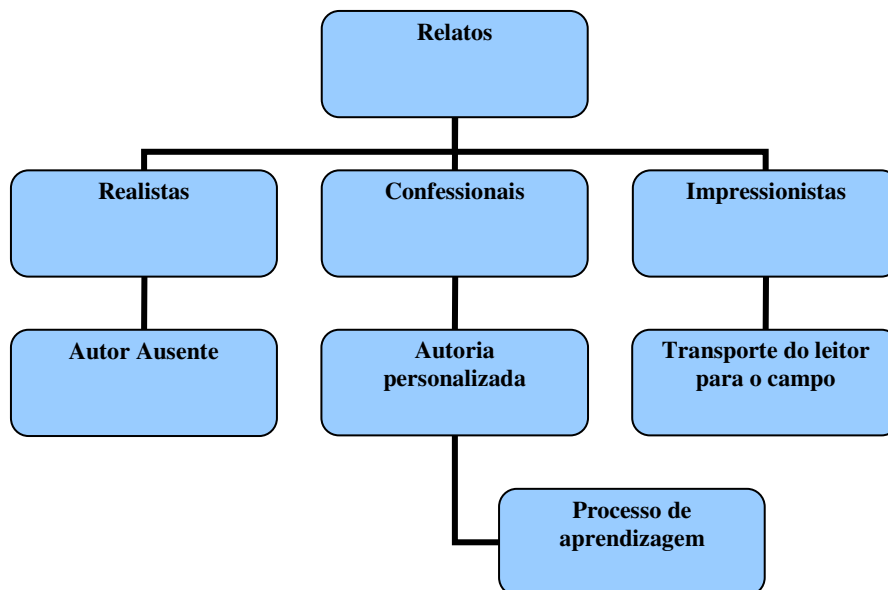 Relatos
Realistas
Confessionais
Impressionistas
Autor Ausente
Autoria
personalizada
Transporte do leitor
para o campo
Processo de
aprendizagem